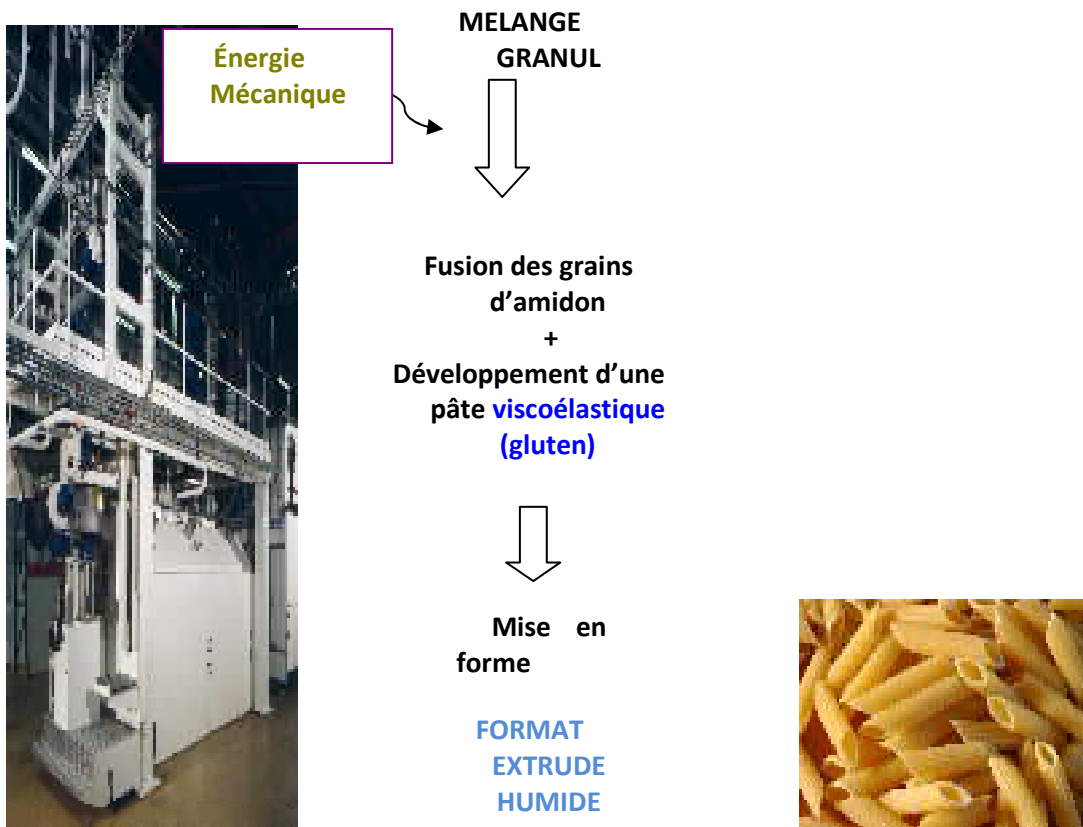 MELANGE
GRANUL
Énergie
Mécanique
Fusion des grains
d’amidon
+
Développement d’une
pâte viscoélastique
(gluten)
Mise en
forme
FORMAT
EXTRUDE
HUMIDE